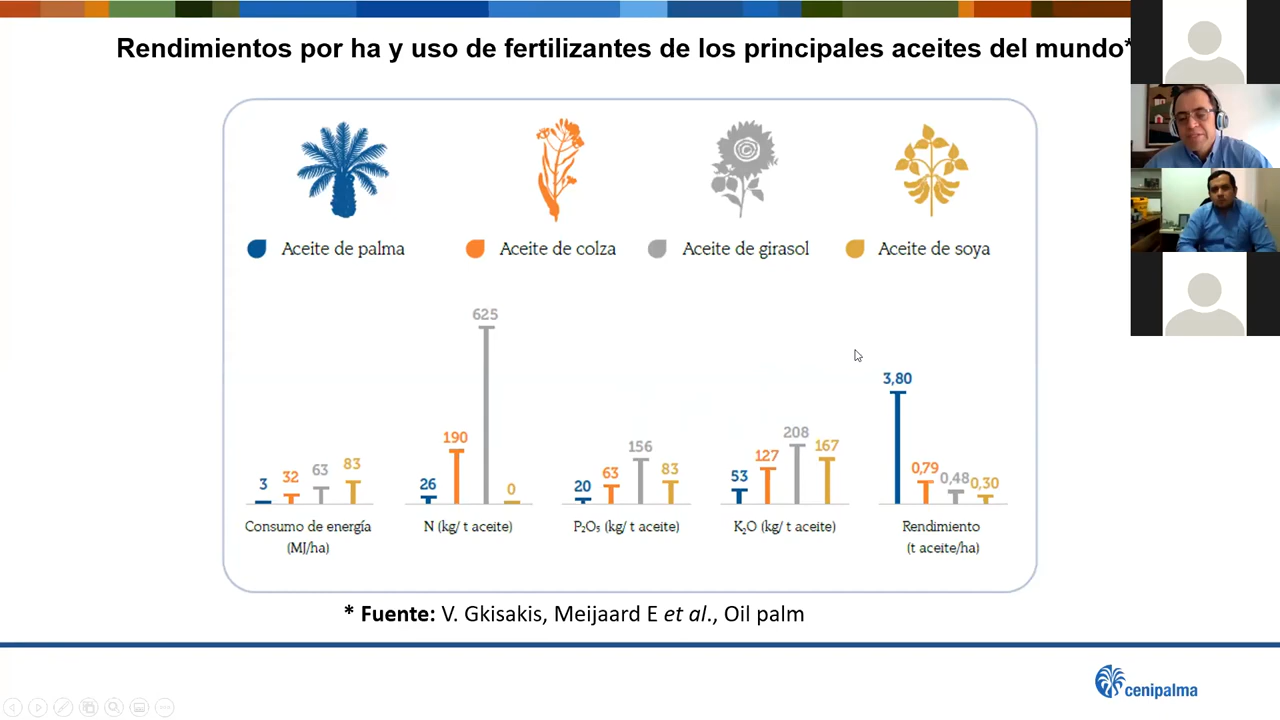 Rendimientos por ha y uso de fertilizantes de los principales aceites del mundo*
Aceite de palma
Aceite de colza
Aceite de girasol
Aceite de soya
3
32
63
83
Consumo de energía
(MJ/ha)
26
190
625
0
N (kg/ t aceite)
20
63
156
83
P₂O₅ (kg/ t aceite)
53
127
208
167
K₂O (kg/ t aceite)
3,80
0,79
0,48
0,30
Rendimiento
(t aceite/ha)
* Fuente: V. Gkisakis, Meijaard E et al., Oil palm
cenipalma